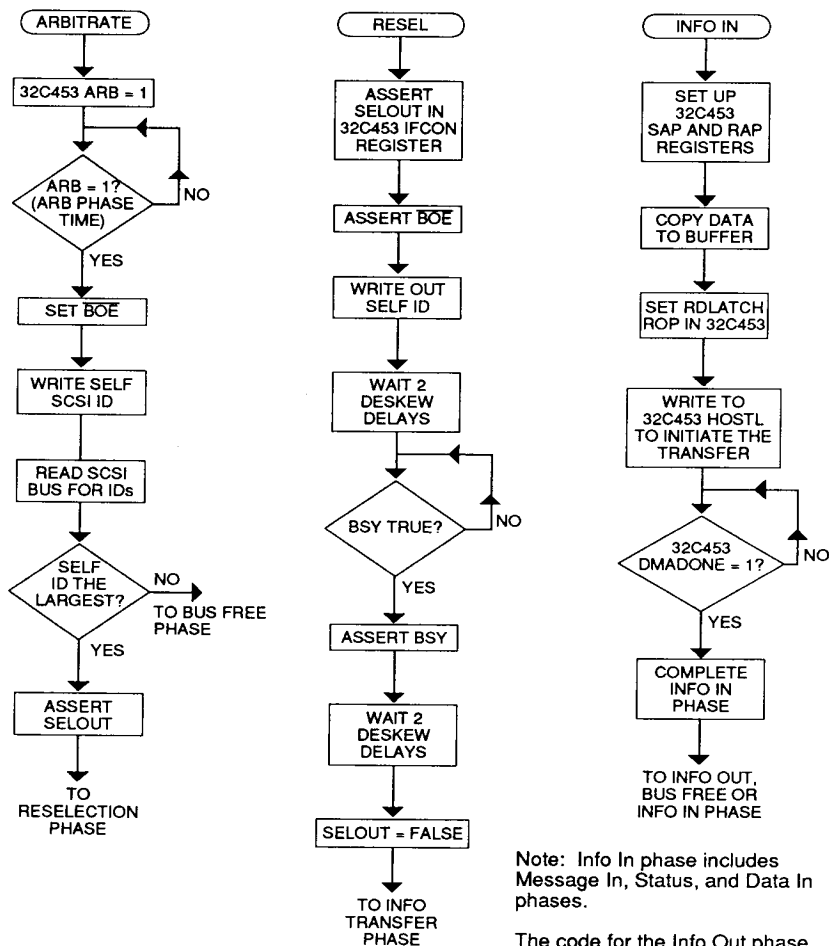 ARBITRATE
32C453 ARB = 1
ARB = 1?
(ARB PHASE
TIME)
NO
YES
SET BOE
WRITE SELF
SCSI ID
READ SCSI
BUS FOR IDs
SELF
ID THE
LARGEST?
NO
TO BUS FREE
PHASE
YES
ASSERT
SELOUT
TO
RESELECTION
PHASE
RESEL
ASSERT
SELOUT IN
32C453 IFCON
REGISTER
ASSERT BOE
WRITE OUT
SELF ID
WAIT 2
DESKEW
DELAYS
BSY TRUE?
NO
YES
ASSERT BSY
WAIT 2
DESKEW
DELAYS
SELOUT = FALSE
TO INFO
TRANSFER
PHASE
INFO IN
SET UP
32C453
SAP AND RAP
REGISTERS
COPY DATA
TO BUFFER
SET RDLATCH
ROP IN 32C453
WRITE TO
32C453 HOSTL
TO INITIATE THE
TRANSFER
32C453
DMADONE = 1?
NO
YES
COMPLETE
INFO IN
PHASE
TO INFO OUT,
BUS FREE OR
INFO IN PHASE
Note: Info In phase includes
Message In, Status, and Data In
phases.
The code for the Info Out phase